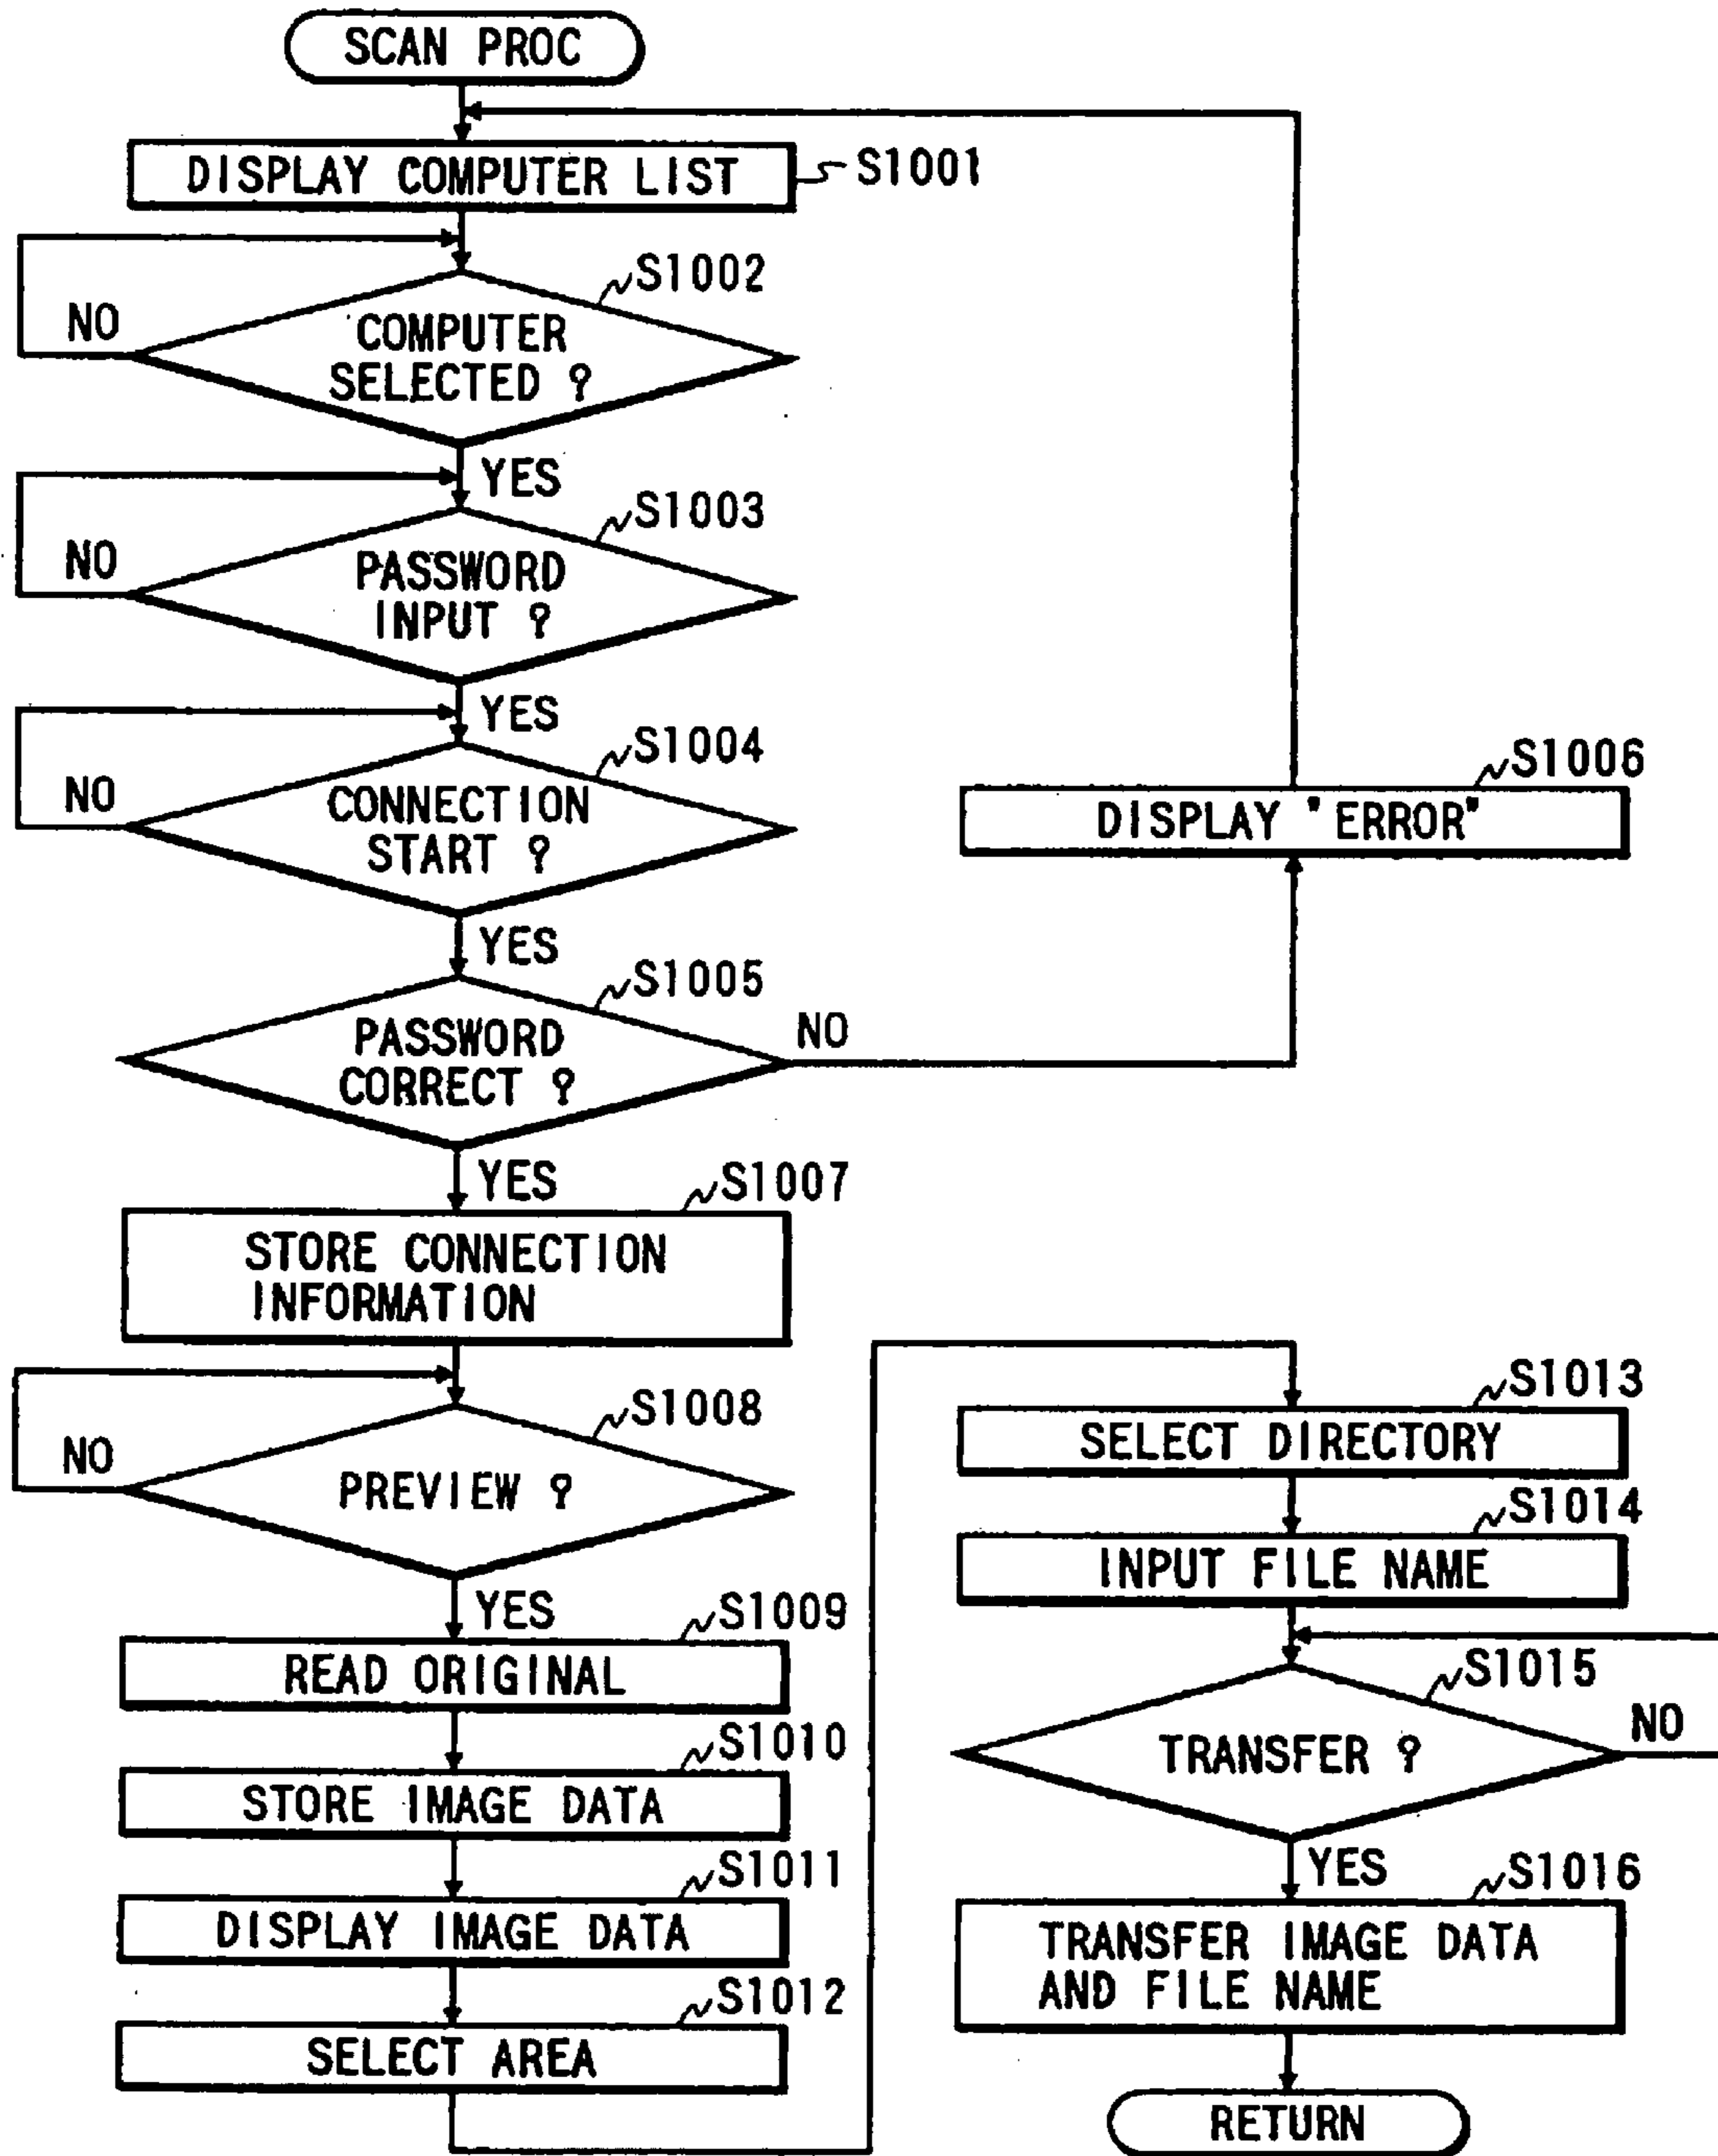 SCAN PROC
DISPLAY COMPUTER LIST
S1001
S1002
NO
COMPUTER
SELECTED ?
YES
S1003
NO
PASSWORD
INPUT ?
YES
S1004
NO
CONNECTION
START ?
YES
S1005
PASSWORD
CORRECT ?
NO
S1006
DISPLAY "ERROR"
YES
S1007
STORE CONNECTION
INFORMATION
S1008
NO
PREVIEW ?
YES
S1009
READ ORIGINAL
S1010
STORE IMAGE DATA
S1011
DISPLAY IMAGE DATA
S1012
SELECT AREA
S1013
SELECT DIRECTORY
S1014
INPUT FILE NAME
S1015
TRANSFER ?
NO
YES
S1016
TRANSFER IMAGE DATA
AND FILE NAME
RETURN